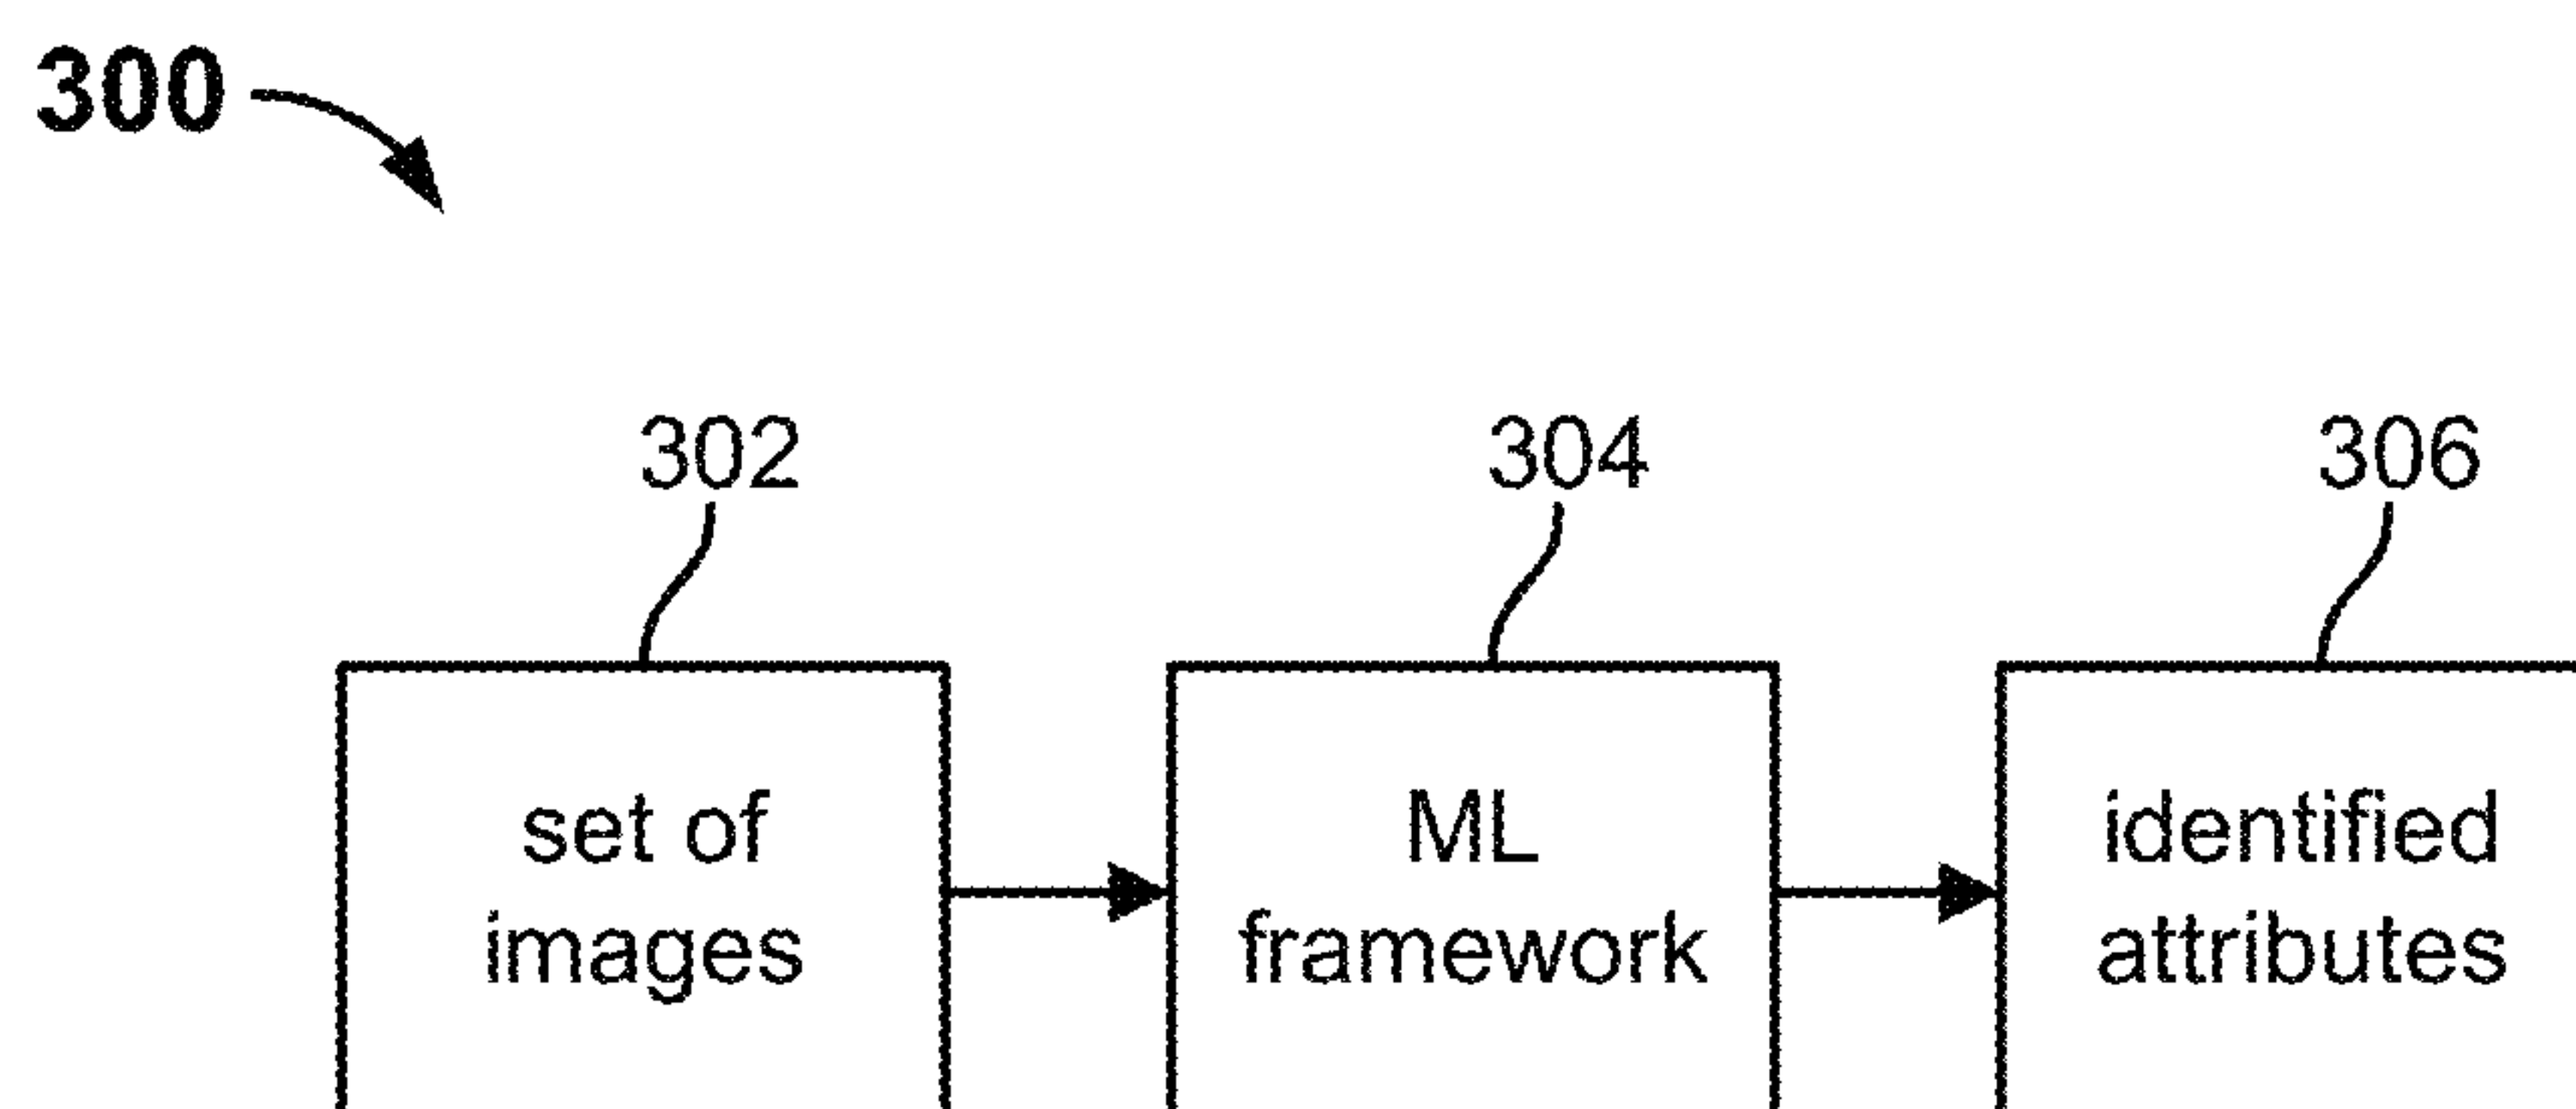 300
302
304
306
set of
images
ML
framework
identified
attributes